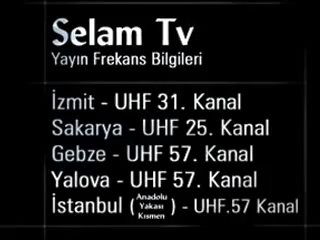 Selam Tv
Yayın Frekans Bilgileri
İzmit - UHF 31. Kanal
Sakarya - UHF 25. Kanal
Gebze - UHF 57. Kanal
Yalova - UHF 57. Kanal
İstanbul (Anadolu Yakası Kısmen) - UHF.57 Kanal